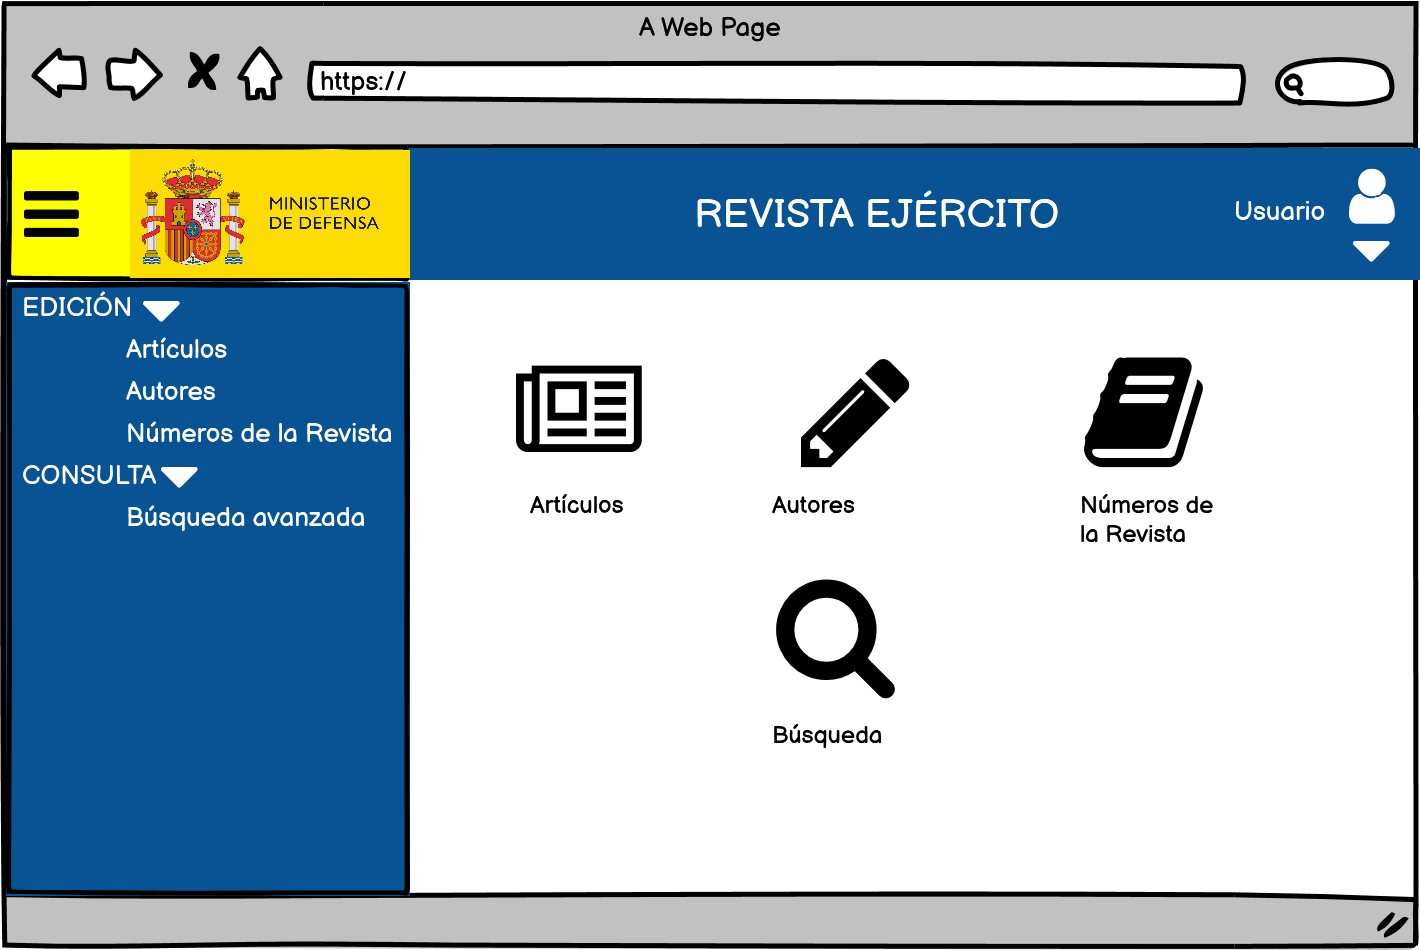 A Web Page
https://
MINISTERIO
DE DEFENSA
REVISTA EJÉRCITO
Usuario
EDICIÓN
Artículos
Autores
Números de la Revista
CONSULTA
Búsqueda avanzada
Artículos
Autores
Números de
la Revista
Búsqueda